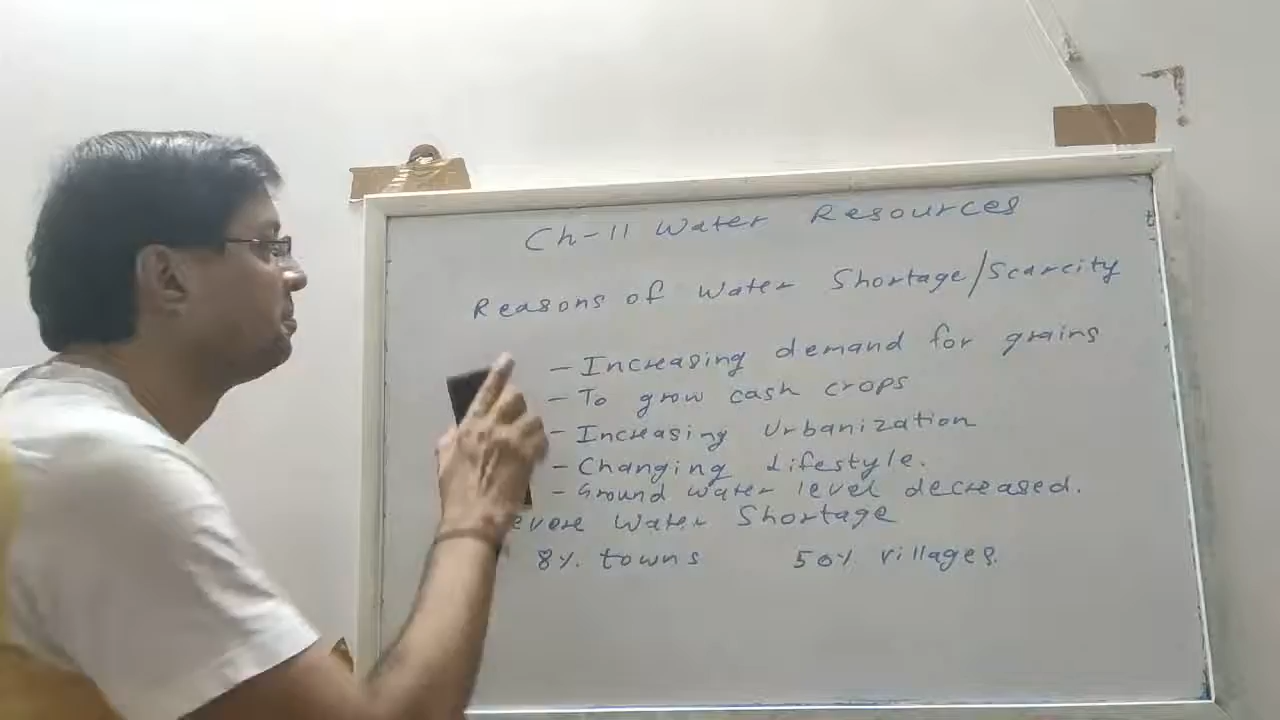 Ch-11 Water Resources
Reasons of Water Shortage/Scarcity
- Increasing demand for grains
- To grow cash crops
- Increasing Urbanization
- Changing Lifestyle.
- Ground water level decreased.
evere Water Shortage
8% towns 50% villages.